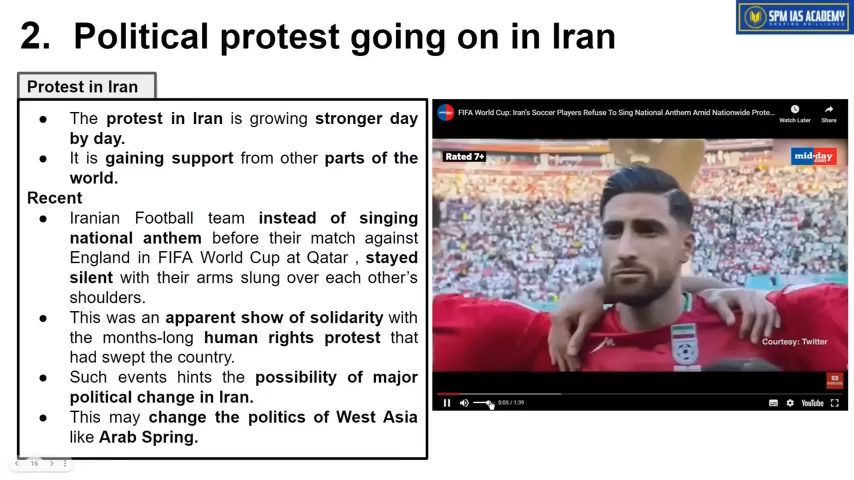 SPM IAS ACADEMY
SHAPING BRILLIANCE
2. Political protest going on in Iran
Protest in Iran
● The protest in Iran is growing stronger day
by day.
● It is gaining support from other parts of the
world.
Recent
● Iranian Football team instead of singing
national anthem before their match against
England in FIFA World Cup at Qatar , stayed
silent with their arms slung over each other's
shoulders.
● This was an apparent show of solidarity with
the months-long human rights protest that
had swept the country.
● Such events hints the possibility of major
political change in Iran.
● This may change the politics of West Asia
like Arab Spring.
FIFA World Cup: Iran's Soccer Players Refuse To Sing National Anthem Amid Nationwide Prote...
Watch Later
Share
Rated 7+
mid-day
.com
Courtesy: Twitter
0:05 / 1:39
YouTube
16